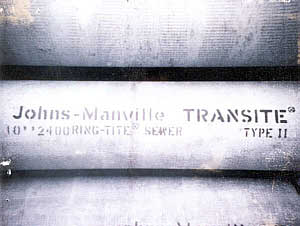 Johns-Manville TRANSITE®
10"2400 RING-TITE® SEWER TYPE II